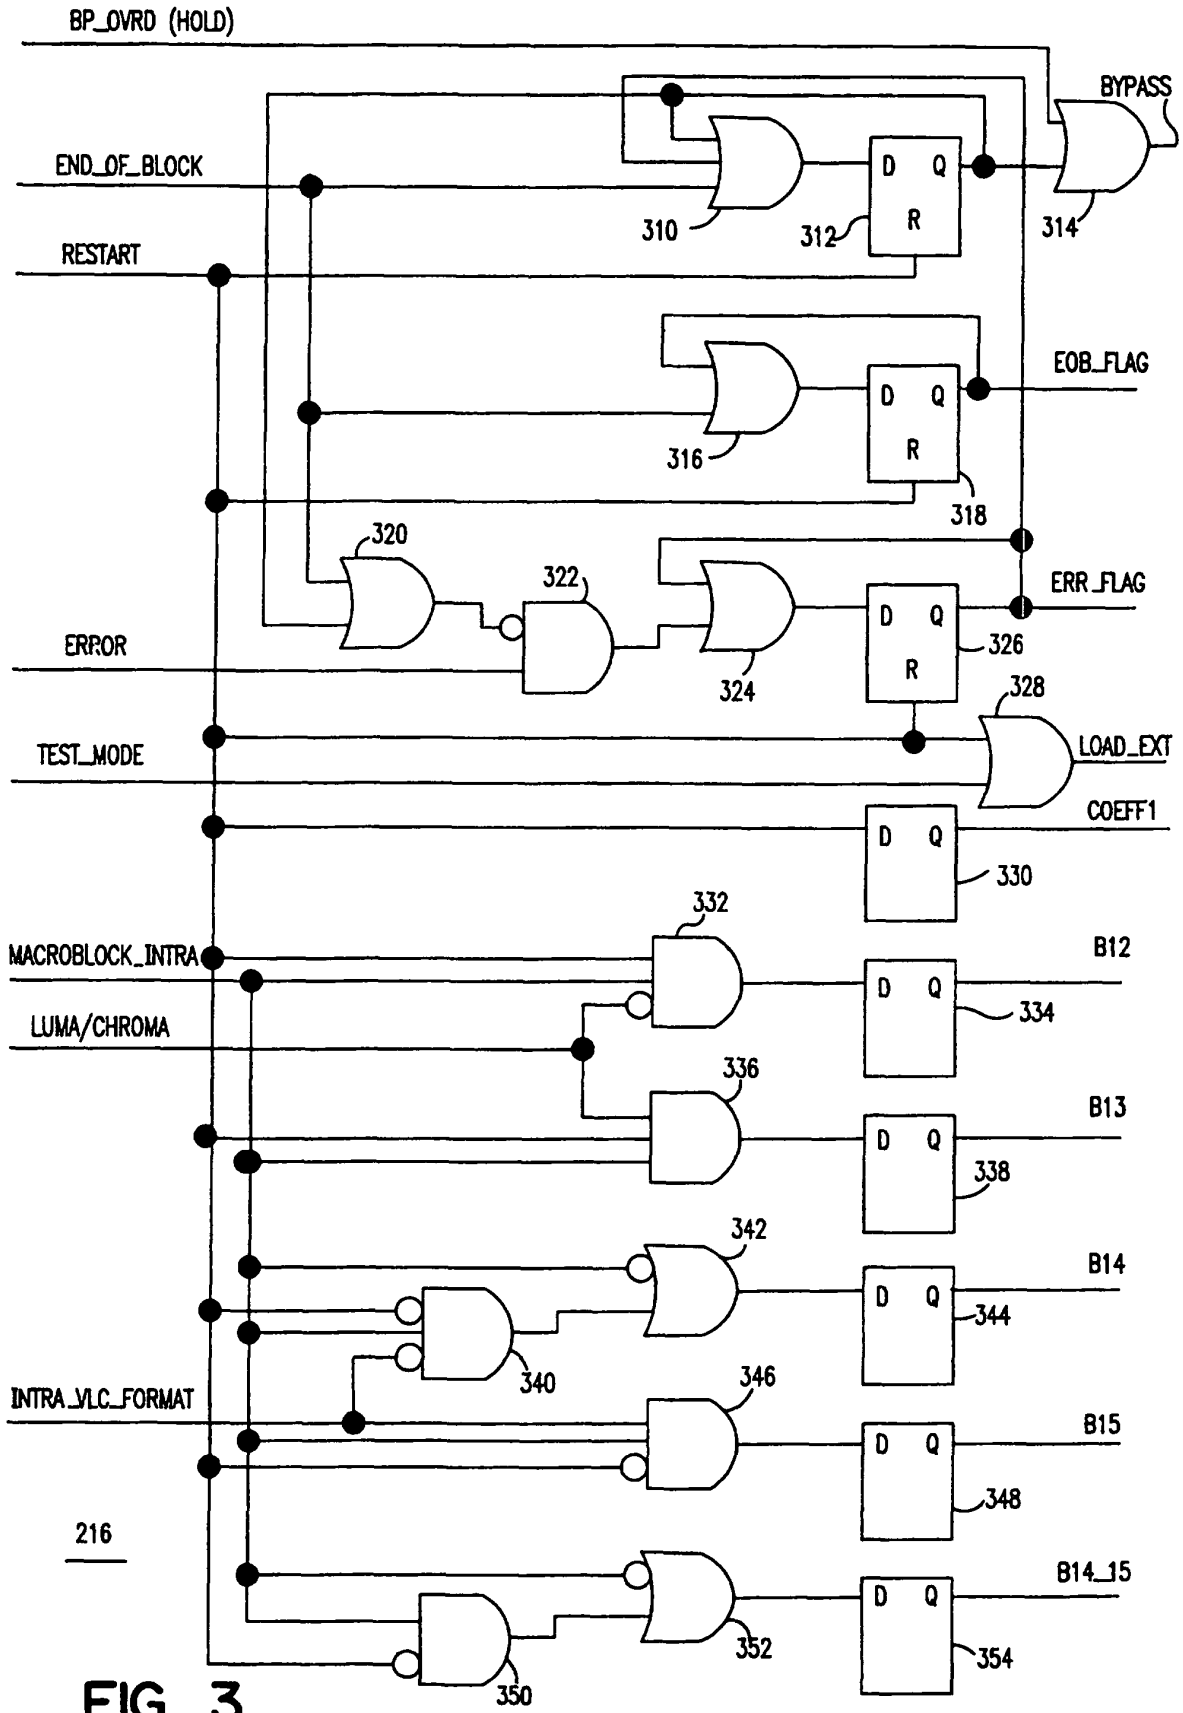 BP_OVRD (HOLD)
BYPASS
END_OF_BLOCK
D Q
R
310
312
314
RESTART
EOB_FLAG
D Q
R
316
318
320
322
ERR_FLAG
D Q
326
R
ERROR
324
328
TEST_MODE
LOAD_EXT
COEFF1
D Q
330
332
MACROBLOCK_INTRA
B12
D Q
334
LUMA/CHROMA
336
B13
D Q
338
342
B14
D Q
344
340
346
INTRA_VLC_FORMAT
B15
D Q
348
216
B14_15
D Q
352
354
350
FIG. 3